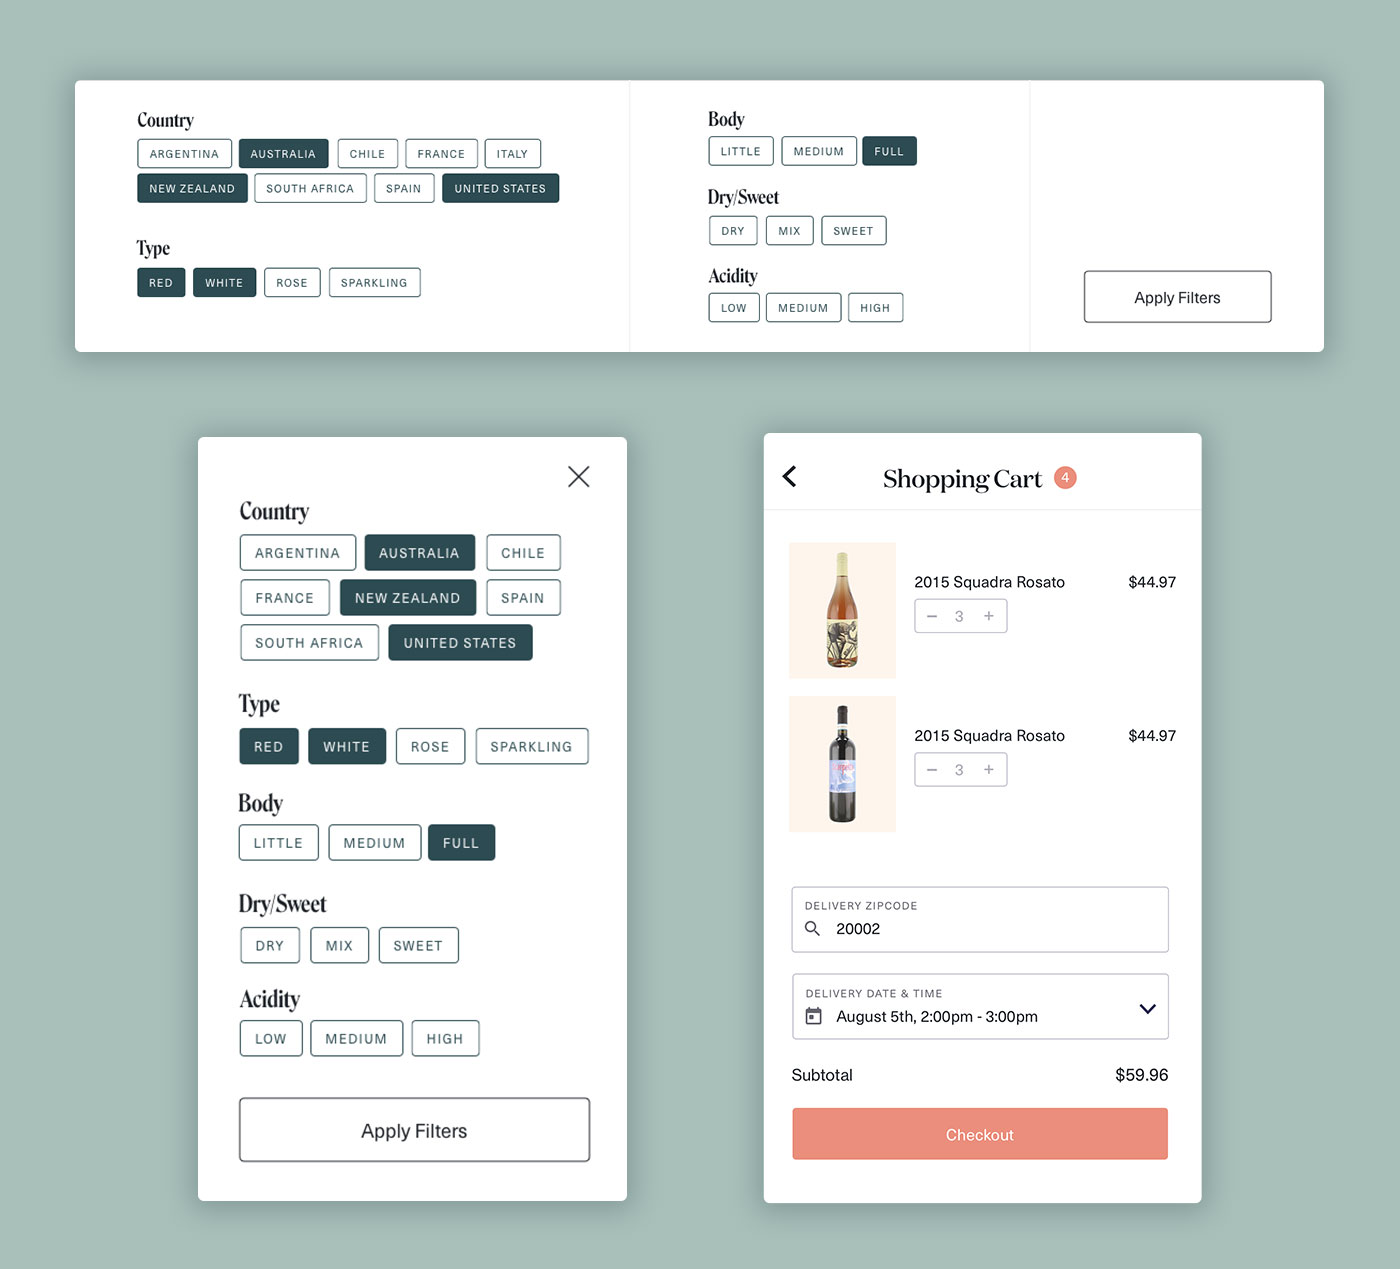 Country
ARGENTINA AUSTRALIA CHILE FRANCE ITALY
NEW ZEALAND SOUTH AFRICA SPAIN UNITED STATES
Type
RED WHITE ROSE SPARKLING
Body
LITTLE MEDIUM FULL
Dry/Sweet
DRY MIX SWEET
Acidity
LOW MEDIUM HIGH
Apply Filters
Country
ARGENTINA AUSTRALIA CHILE
FRANCE NEW ZEALAND SPAIN
SOUTH AFRICA UNITED STATES
Type
RED WHITE ROSE SPARKLING
Body
LITTLE MEDIUM FULL
Dry/Sweet
DRY MIX SWEET
Acidity
LOW MEDIUM HIGH
Apply Filters
Shopping Cart 4
2015 Squadra Rosato $44.97
− 3 +
2015 Squadra Rosato $44.97
− 3 +
DELIVERY ZIPCODE
20002
DELIVERY DATE & TIME
August 5th, 2:00pm - 3:00pm
Subtotal $59.96
Checkout